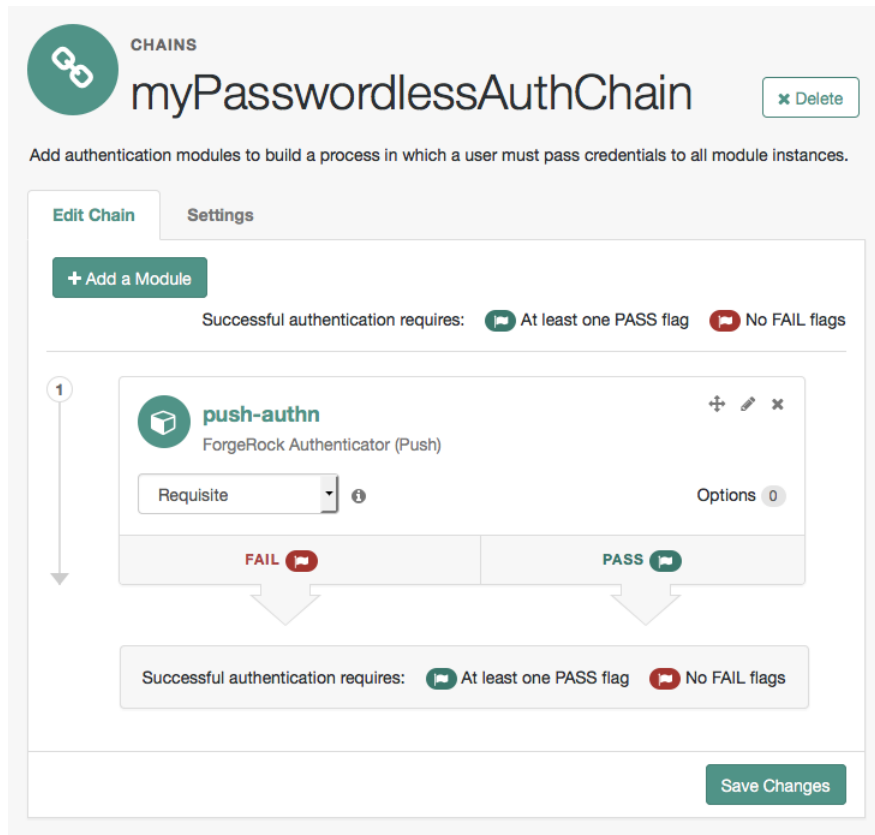 CHAINS
myPasswordlessAuthChain
Delete
Add authentication modules to build a process in which a user must pass credentials to all module instances.
Edit Chain Settings
+ Add a Module
Successful authentication requires: At least one PASS flag No FAIL flags
1
push-authn
ForgeRock Authenticator (Push)
Requisite Options 0
FAIL PASS
Successful authentication requires: At least one PASS flag No FAIL flags
Save Changes